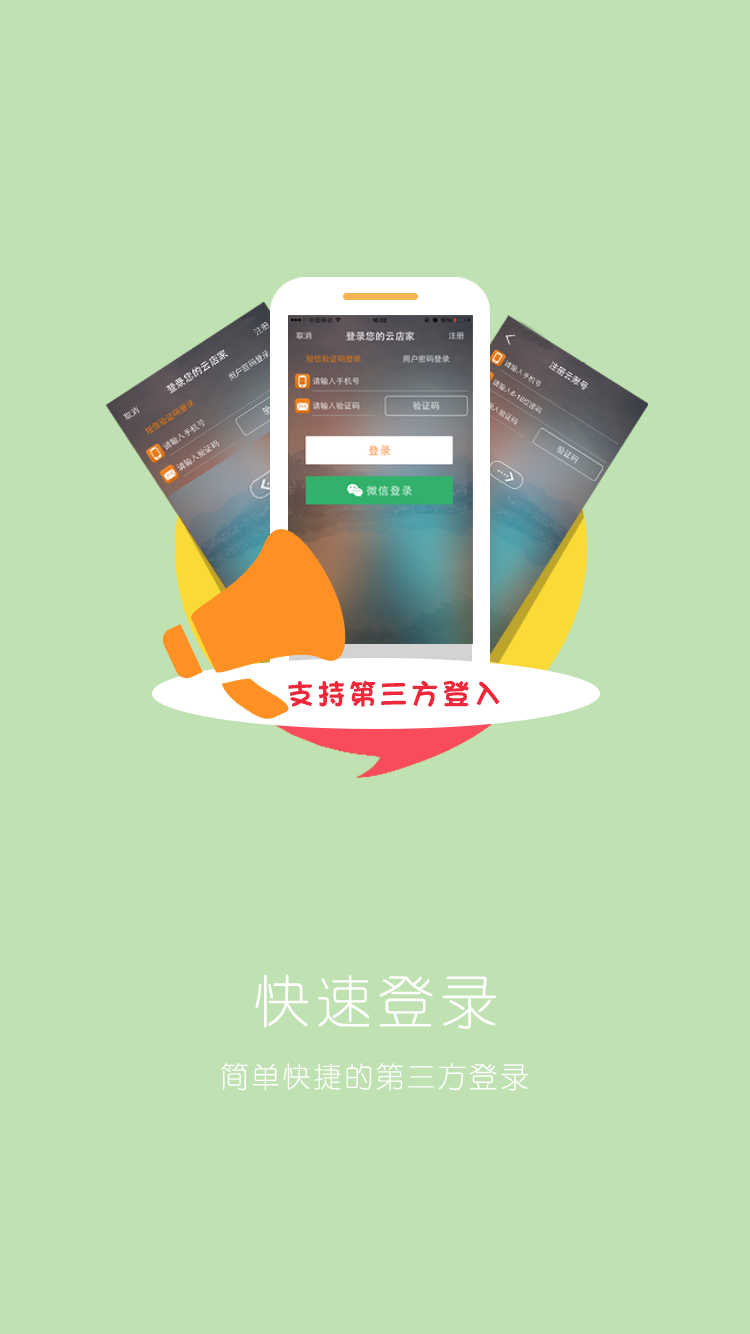 取消 登录您的云店家 注册
短信验证码登录 用户密码登录
请输入手机号
请输入验证码 验证码
登录
微信登录
取消 登录您的云店家 注册
短信验证码登录 用户密码登录
请输入手机号
请输入验证码
注册云账号
请输入手机号
请输入6-18位密码
输入验证码
验证码
支持第三方登入
快速登录
简单快捷的第三方登录